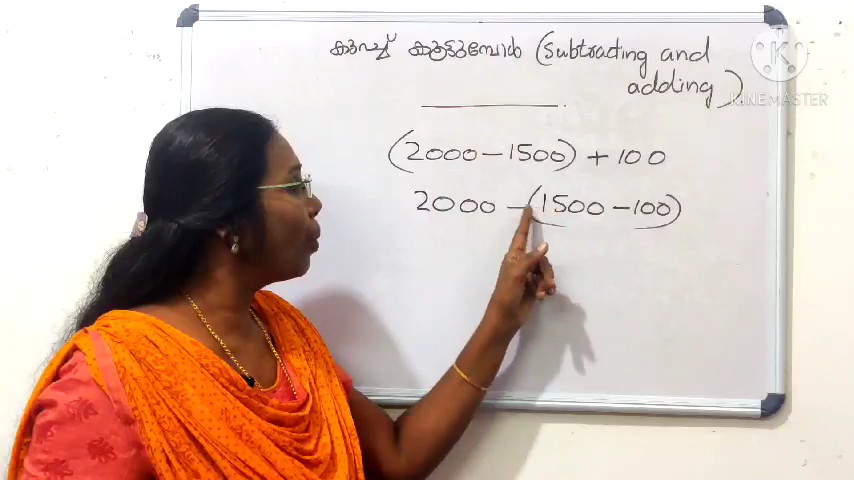 കുറച്ച് കൂട്ടുമ്പോൾ (Subtracting and
adding)
(2000 - 1500) + 100
2000 - (1500 - 100)
K
KINEMASTER